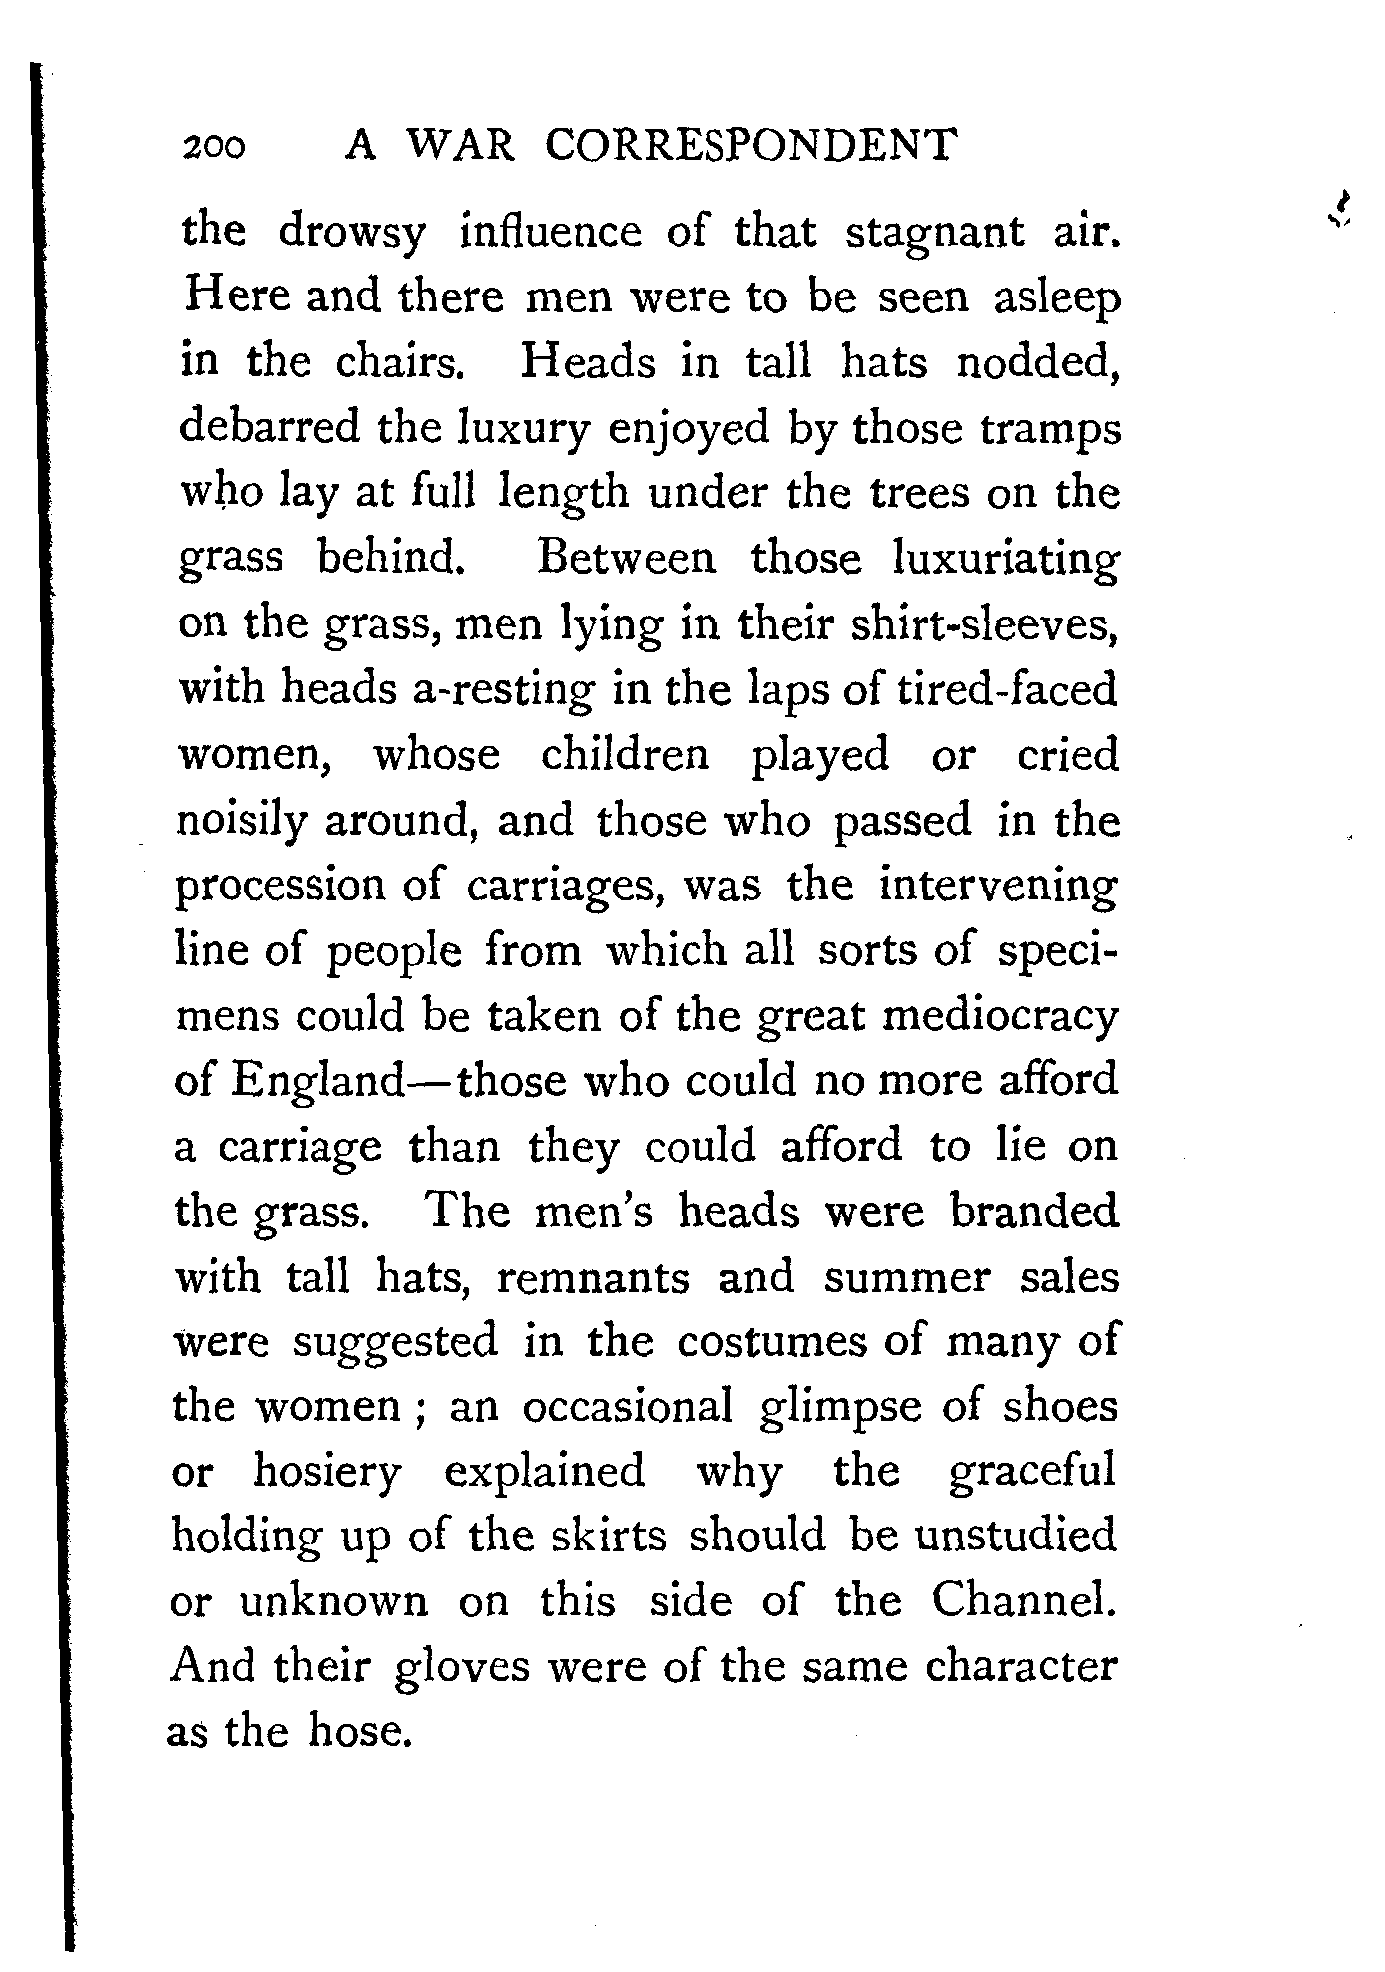 200 A WAR CORRESPONDENT
the drowsy influence of that stagnant air.
Here and there men were to be seen asleep
in the chairs. Heads in tall hats nodded,
debarred the luxury enjoyed by those tramps
who lay at full length under the trees on the
grass behind. Between those luxuriating
on the grass, men lying in their shirt-sleeves,
with heads a-resting in the laps of tired-faced
women, whose children played or cried
noisily around, and those who passed in the
procession of carriages, was the intervening
line of people from which all sorts of speci-
mens could be taken of the great mediocracy
of England—those who could no more afford
a carriage than they could afford to lie on
the grass. The men's heads were branded
with tall hats, remnants and summer sales
were suggested in the costumes of many of
the women ; an occasional glimpse of shoes
or hosiery explained why the graceful
holding up of the skirts should be unstudied
or unknown on this side of the Channel.
And their gloves were of the same character
as the hose.